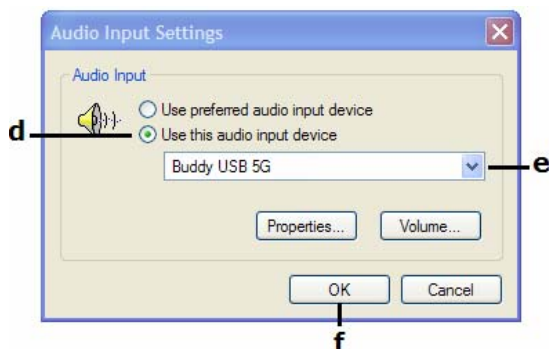 Audio Input Settings
Audio Input
Use preferred audio input device
d
Use this audio input device
Buddy USB 5G
e
Properties...
Volume...
OK
Cancel
f